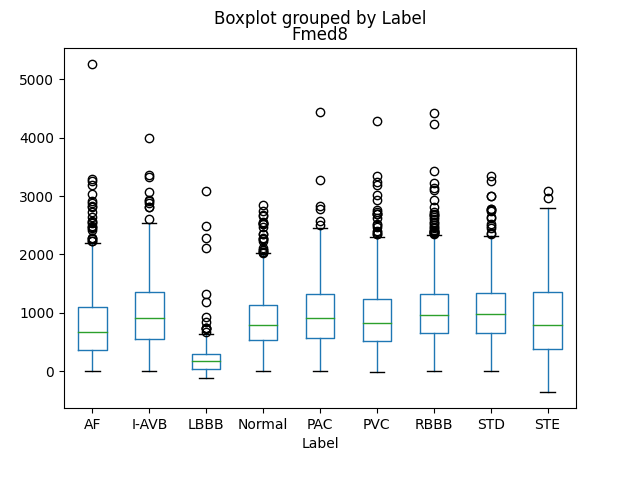 Boxplot grouped by Label
Fmed8
5000
4000
3000
2000
1000
0
AF I-AVB LBBB Normal PAC PVC RBBB STD STE
Label